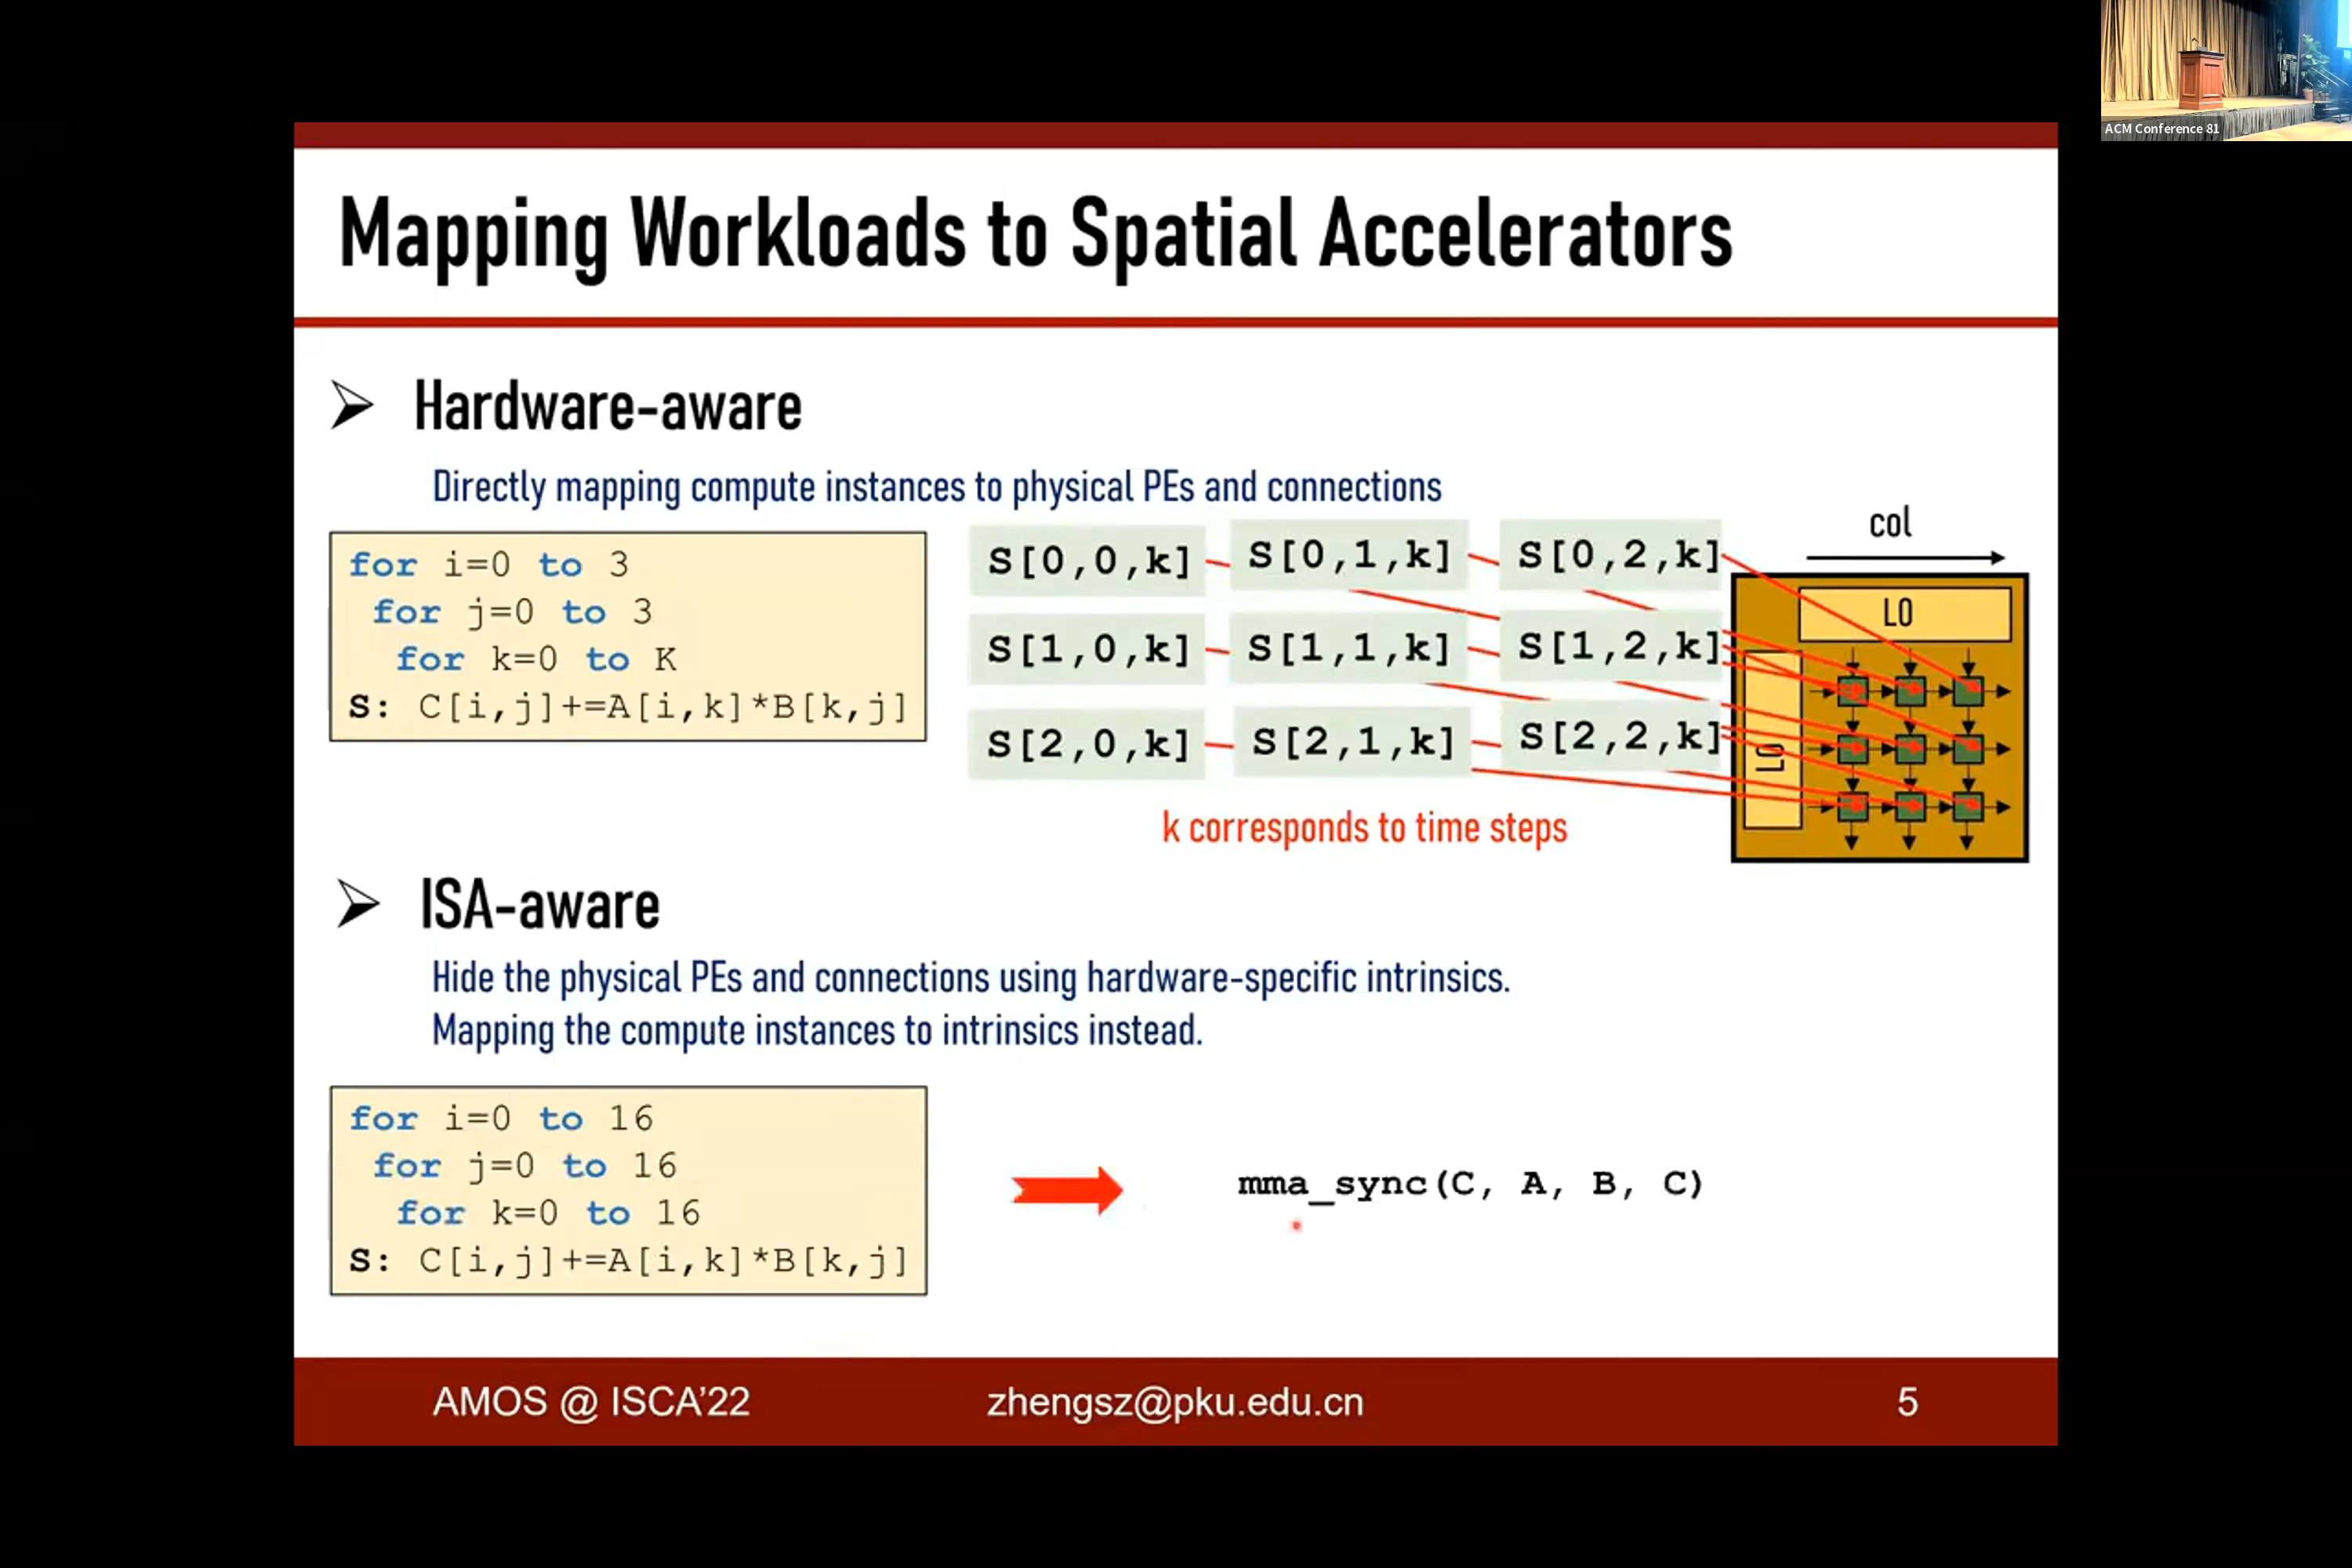 ACM Conference 81
Mapping Workloads to Spatial Accelerators
Hardware-aware
Directly mapping compute instances to physical PEs and connections
for i=0 to 3
for j=0 to 3
for k=0 to K
S: C[i,j]+=A[i,k]*B[k,j]
S[0,0,k] S[0,1,k] S[0,2,k]
S[1,0,k] S[1,1,k] S[1,2,k]
S[2,0,k] S[2,1,k] S[2,2,k]
k corresponds to time steps
col
L0
L0
ISA-aware
Hide the physical PEs and connections using hardware-specific intrinsics.
Mapping the compute instances to intrinsics instead.
for i=0 to 16
for j=0 to 16
for k=0 to 16
S: C[i,j]+=A[i,k]*B[k,j]
mma_sync(C, A, B, C)
AMOS @ ISCA'22 zhengsz@pku.edu.cn 5